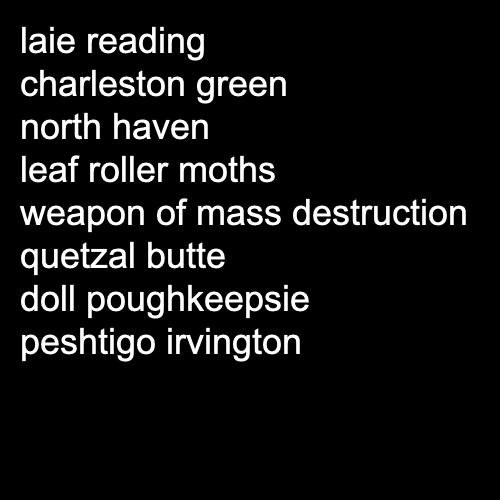 laie reading
charleston green
north haven
leaf roller moths
weapon of mass destruction
quetzal butte
doll poughkeepsie
peshtigo irvington